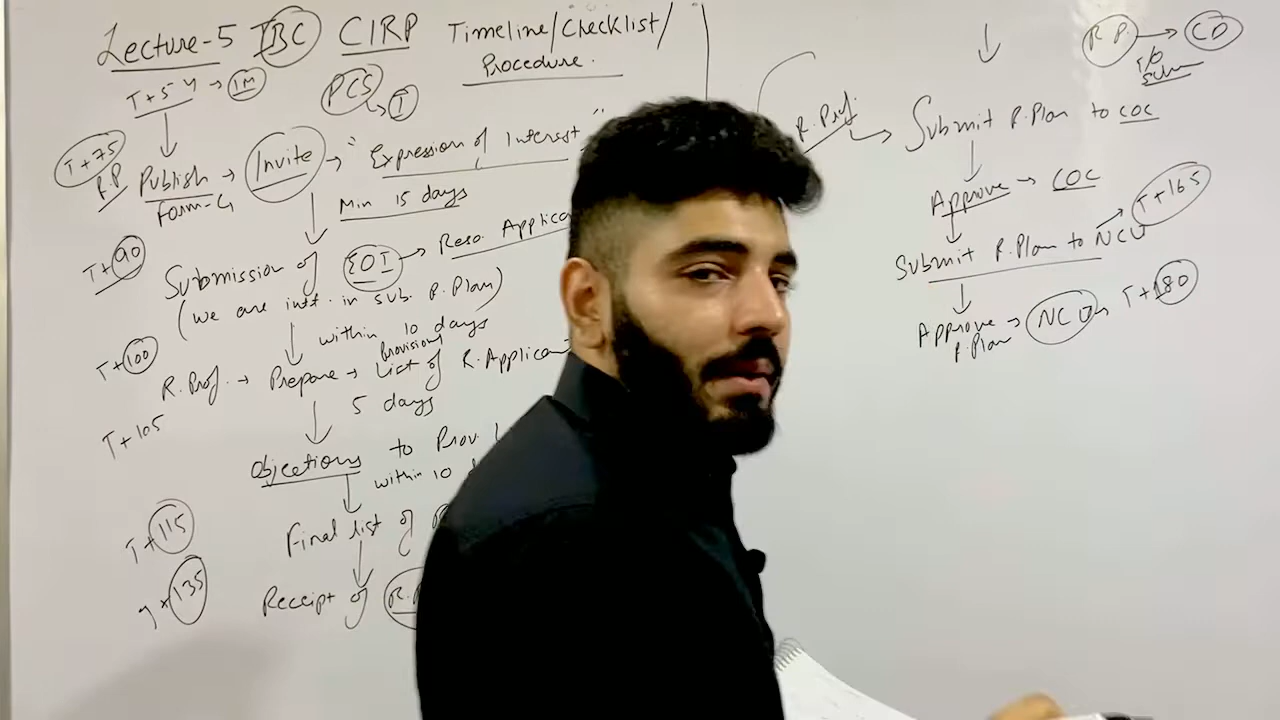 Lecture-5 IBC CIRP Timeline/Checklist/
Procedure.
T+54 → IM
PCS
→ I
T+75
R.P Publish → Invite → "Expression of Interest"
Form-G
Min 15 days
T+90
Submission of EOI → Reso. Applica
(we are intt. in sub. R.Plan)
within 10 days
T+100
provisional
R.Prof. → Prepare → List of R.Applican
5 days
T+105
Objections to Prov. l
within 10
T+115
Final list of
T+135
Receipt of R.P
R.P. → CD
T/O
R.Prof. → Submit R.Plan to COC
Approve → COC
T+165
Submit R.Plan to NCLT
Approve → NCLT T+180
R.Plan